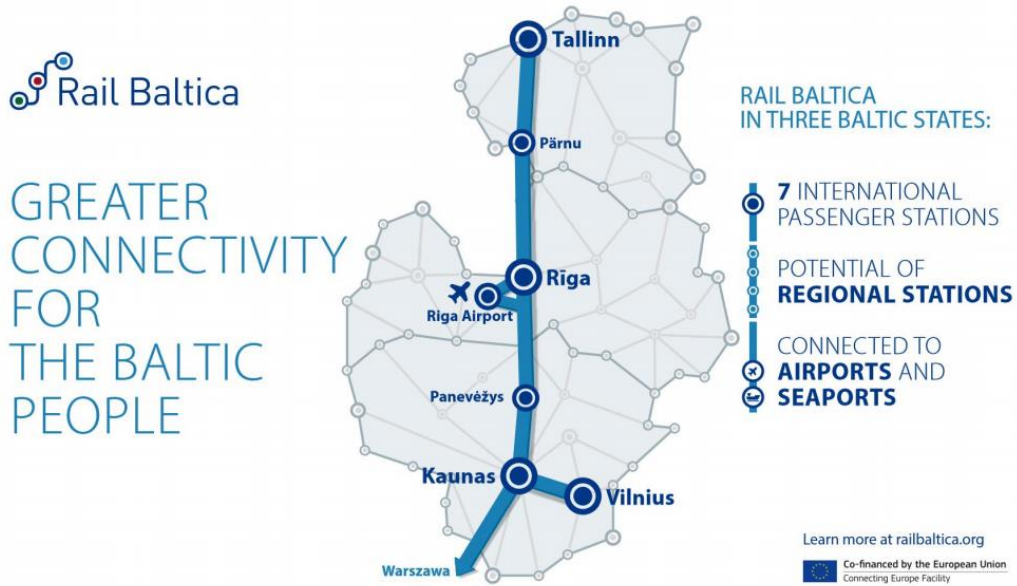 Rail Baltica
GREATER
CONNECTIVITY
FOR
THE BALTIC
PEOPLE
Tallinn
Pärnu
Rīga
Riga Airport
Panevėžys
Kaunas
Vilnius
Warszawa
RAIL BALTICA
IN THREE BALTIC STATES:
7 INTERNATIONAL
PASSENGER STATIONS
POTENTIAL OF
REGIONAL STATIONS
CONNECTED TO
AIRPORTS AND
SEAPORTS
Learn more at railbaltica.org
Co-financed by the European Union
Connecting Europe Facility